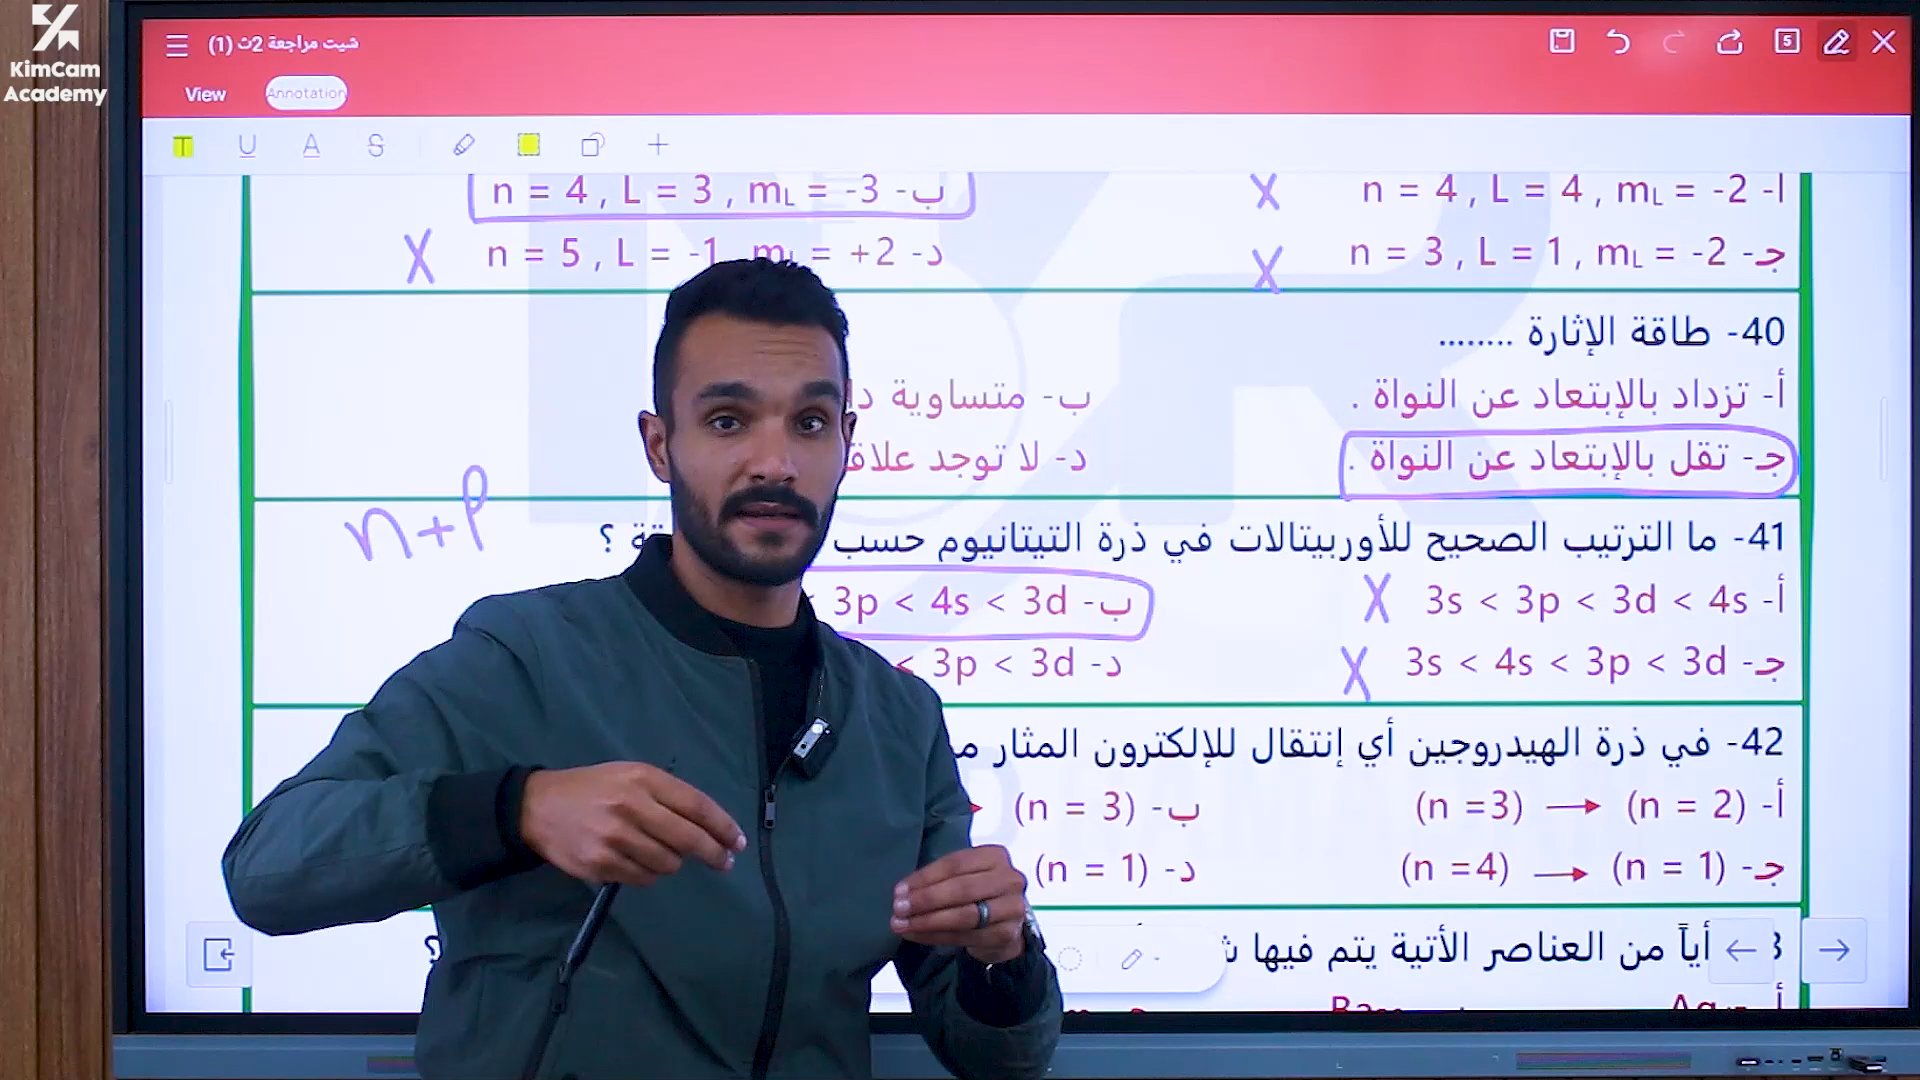 KimCam
Academy
شيت مراجعة 2ث (1)
View
Annotation
5
T U A S
أ- n = 4 , L = 4 , mL = -2 X
ب- n = 4 , L = 3 , mL = -3
جـ- n = 3 , L = 1 , mL = -2 X
د- n = 5 , L = -1 mL = +2 X
40- طاقة الإثارة ........
أ- تزداد بالإبتعاد عن النواة .
ب- متساوية
جـ- تقل بالإبتعاد عن النواة .
د- لا توجد
n+p
41- ما الترتيب الصحيح للأوربيتالات في ذرة التيتانيوم حسب ؟
أ- 3s < 3p < 3d < 4s X
ب- 3p < 4s < 3d
جـ- 3s < 4s < 3p < 3d X
د- < 3p < 3d
42- في ذرة الهيدروجين أي إنتقال للإلكترون المثار
أ- (n =3) → (n = 2)
ب- (n = 3)
جـ- (n =4) → (n = 1)
د- (n = 1)
أياً من العناصر الأتية يتم فيها ؟